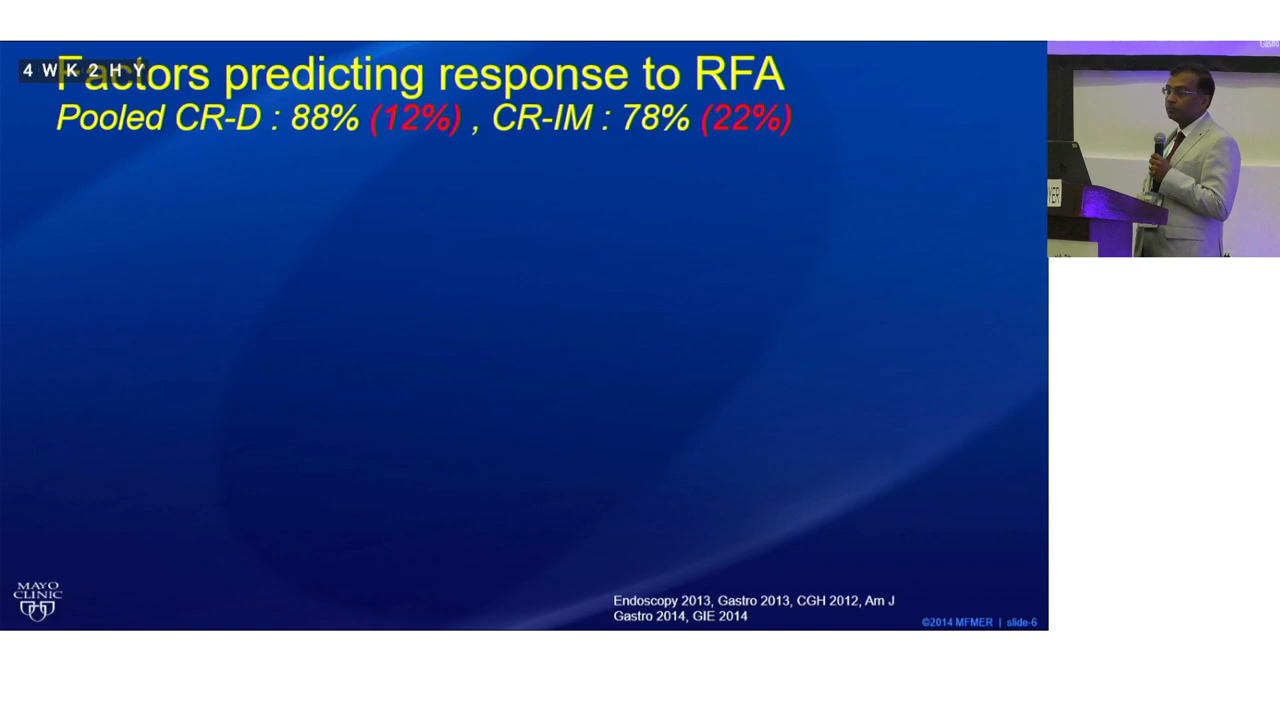 4 W K 2 H Y
Factors predicting response to RFA
Pooled CR-D : 88% (12%) , CR-IM : 78% (22%)
MAYO
CLINIC
Endoscopy 2013, Gastro 2013, CGH 2012, Am J
Gastro 2014, GIE 2014
©2014 MFMER | slide-6
Gastro